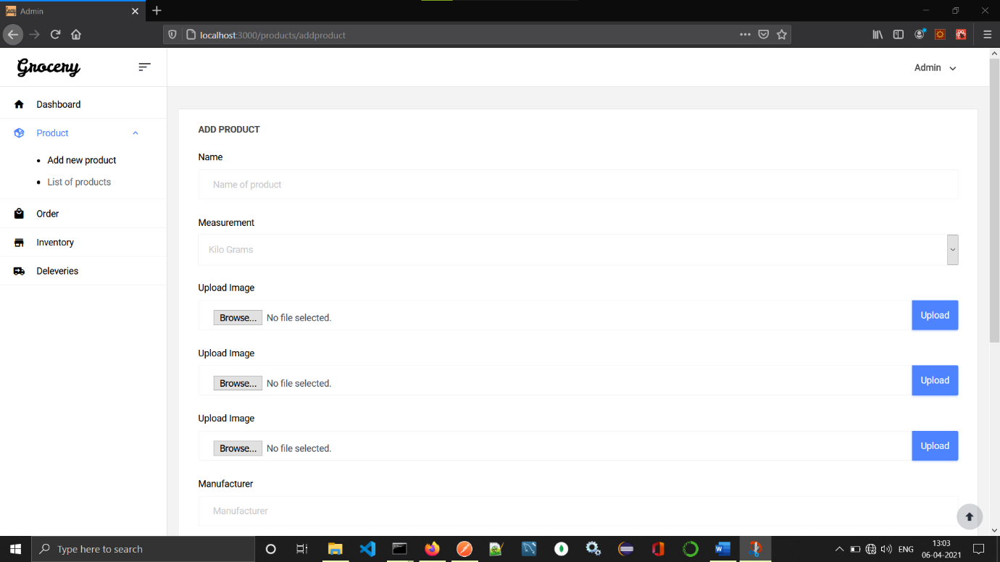 Admin
localhost:3000/products/addproduct
Grocery
Admin
Dashboard
Product
Add new product
List of products
Order
Inventory
Deleveries
ADD PRODUCT
Name
Name of product
Measurement
Kilo Grams
Upload Image
Browse... No file selected. Upload
Upload Image
Browse... No file selected. Upload
Upload Image
Browse... No file selected. Upload
Manufacturer
Manufacturer
Type here to search
ENG
13:03
06-04-2021